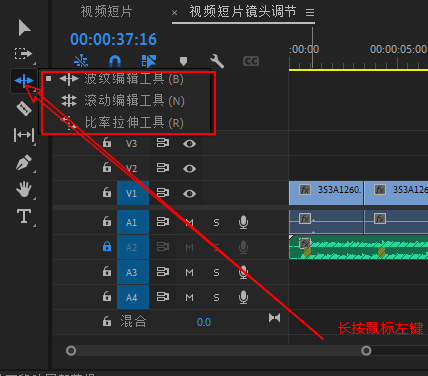 视频短片 × 视频短片镜头调节 ≡
00:00:37:16
:00:00 00:00:05:00
波纹编辑工具 (B)
滚动编辑工具 (N)
比率拉伸工具 (R)
V3
V2
V1 3S3A1260. 3S3A1260.
A1 M S
A2 M S
A3 M S
A4 M S
混合 0.0
长按鼠标左键
T